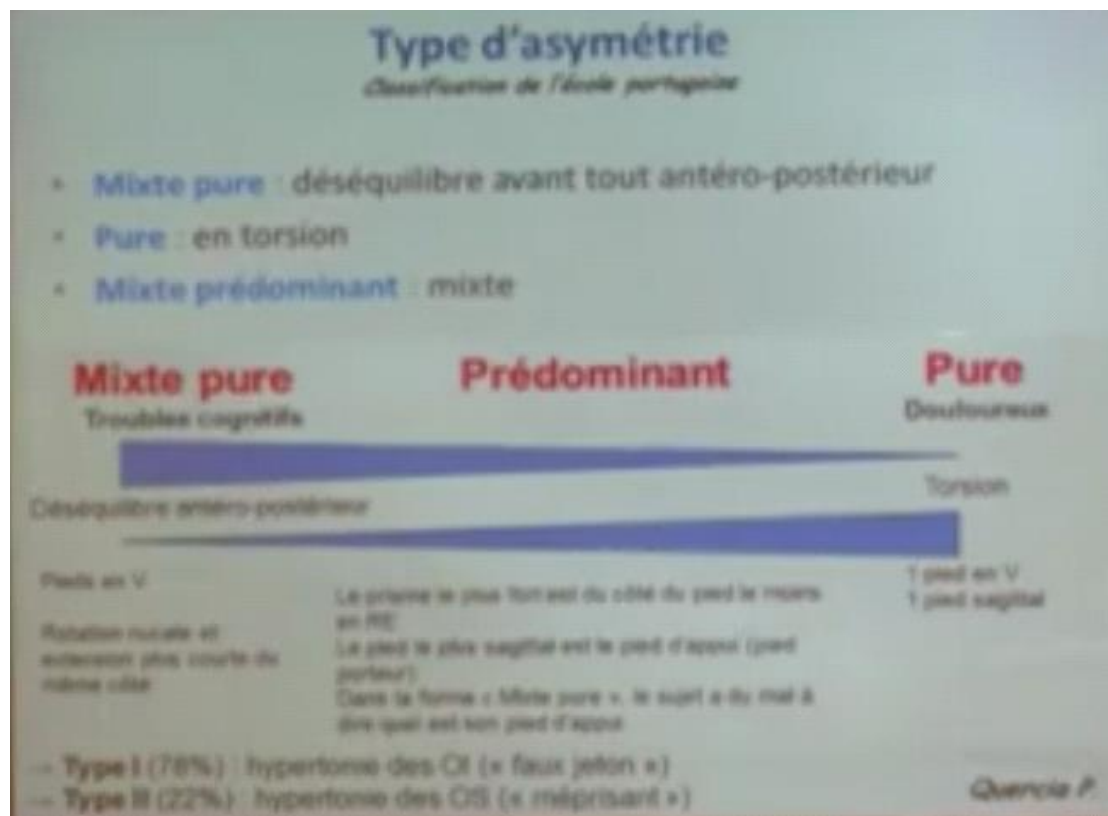 Type d'asymétrie
Classification de l'école portugaise
• Mixte pure : déséquilibre avant tout antéro-postérieur
• Pure : en torsion
• Mixte prédominant : mixte
Mixte pure
Troubles cognitifs
Prédominant
Pure
Douloureux
Déséquilibre antéro-postérieur
Torsion
Pieds en V
Rotation nucale et
extension plus courte du
même côté
Le prisme le plus fort est du côté du pied le moins
en RE
Le pied le plus sagittal est le pied d'appui (pied
porteur)
Dans la forme « Mixte pure », le sujet a du mal à
dire quel est son pied d'appui
1 pied en V
1 pied sagittal
→ Type I (78%) : hypertonie des OI (« faux jeton »)
→ Type II (22%) : hypertonie des OS (« méprisant »)
Quercia P.